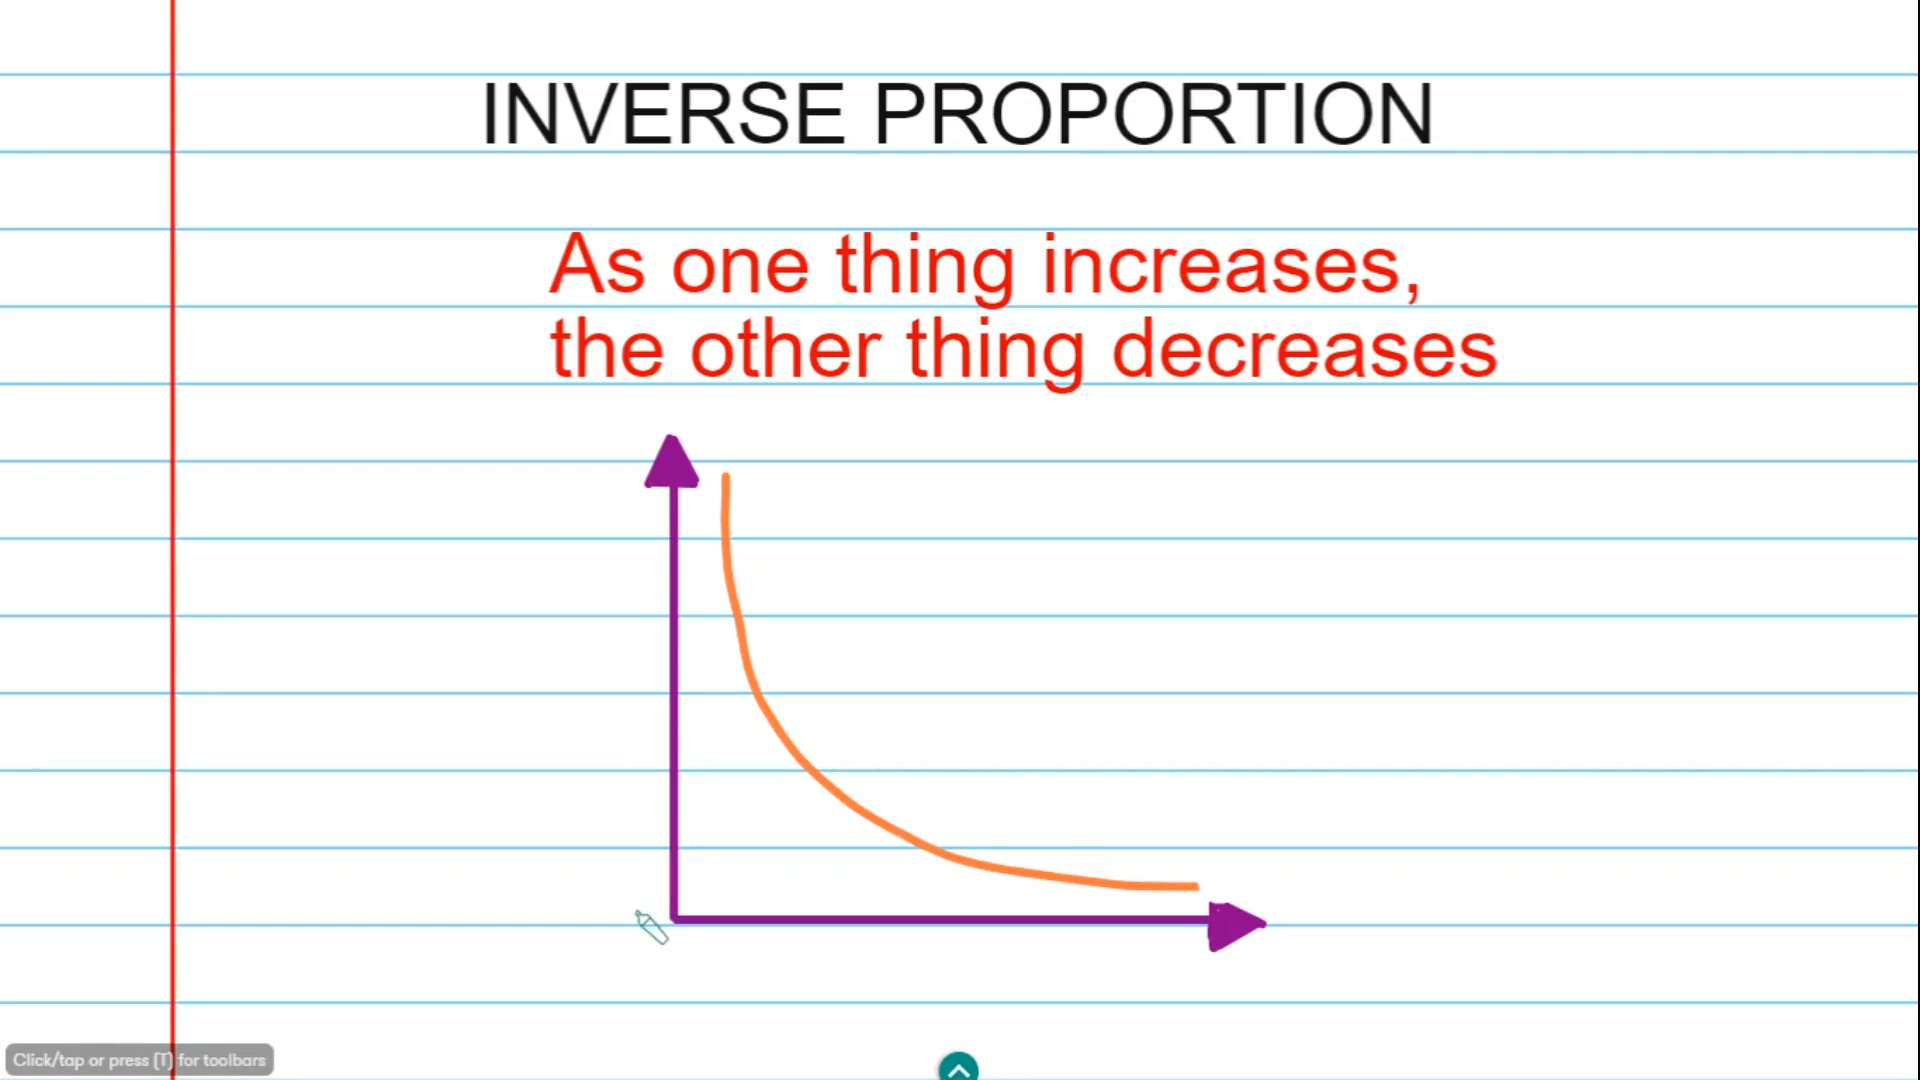 INVERSE PROPORTION
As one thing increases,
the other thing decreases
Click/tap or press [T] for toolbars